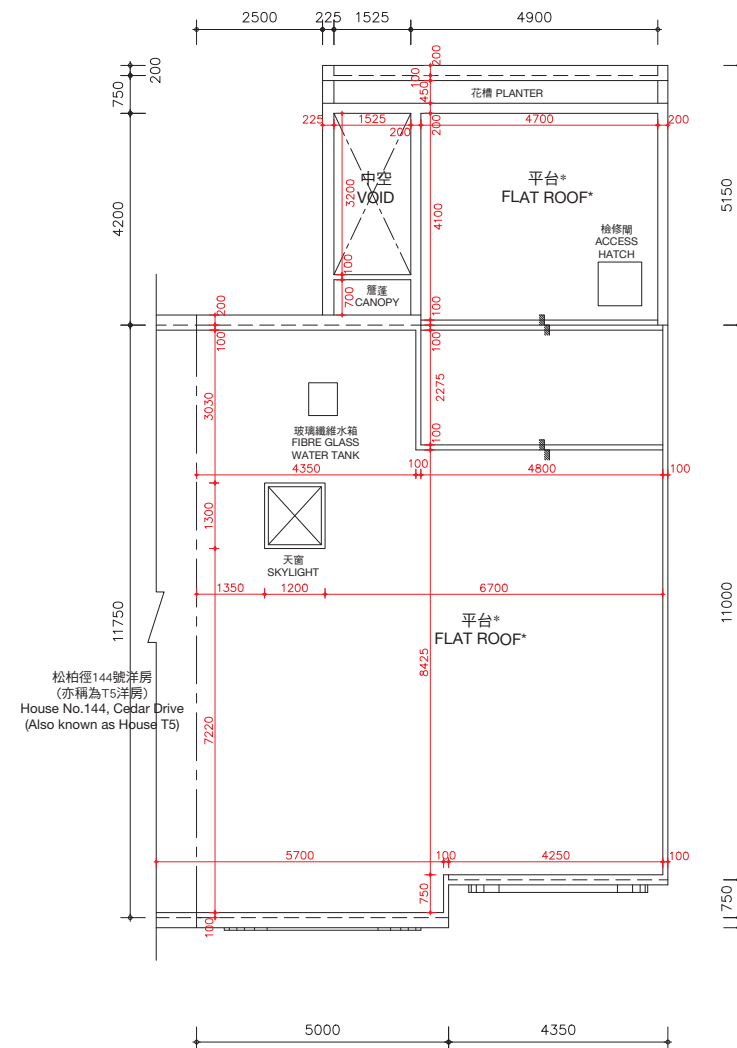 2500
225
1525
4900
200
750
200
100
450
花槽 PLANTER
225
1525
200
200
4700
200
中空
VOID
3200
平台*
FLAT ROOF*
4100
檢修閘
ACCESS
HATCH
5150
4200
100
700
簷蓬
CANOPY
200
100
100
100
2275
100
3030
玻璃纖維水箱
FIBRE GLASS
WATER TANK
4350
100
4800
100
1300
天窗
SKYLIGHT
1350
1200
6700
平台*
FLAT ROOF*
8425
11750
11000
松柏徑144號洋房
(亦稱為T5洋房)
House No.144, Cedar Drive
(Also known as House T5)
7220
5700
100
4250
100
750
750
100
5000
4350